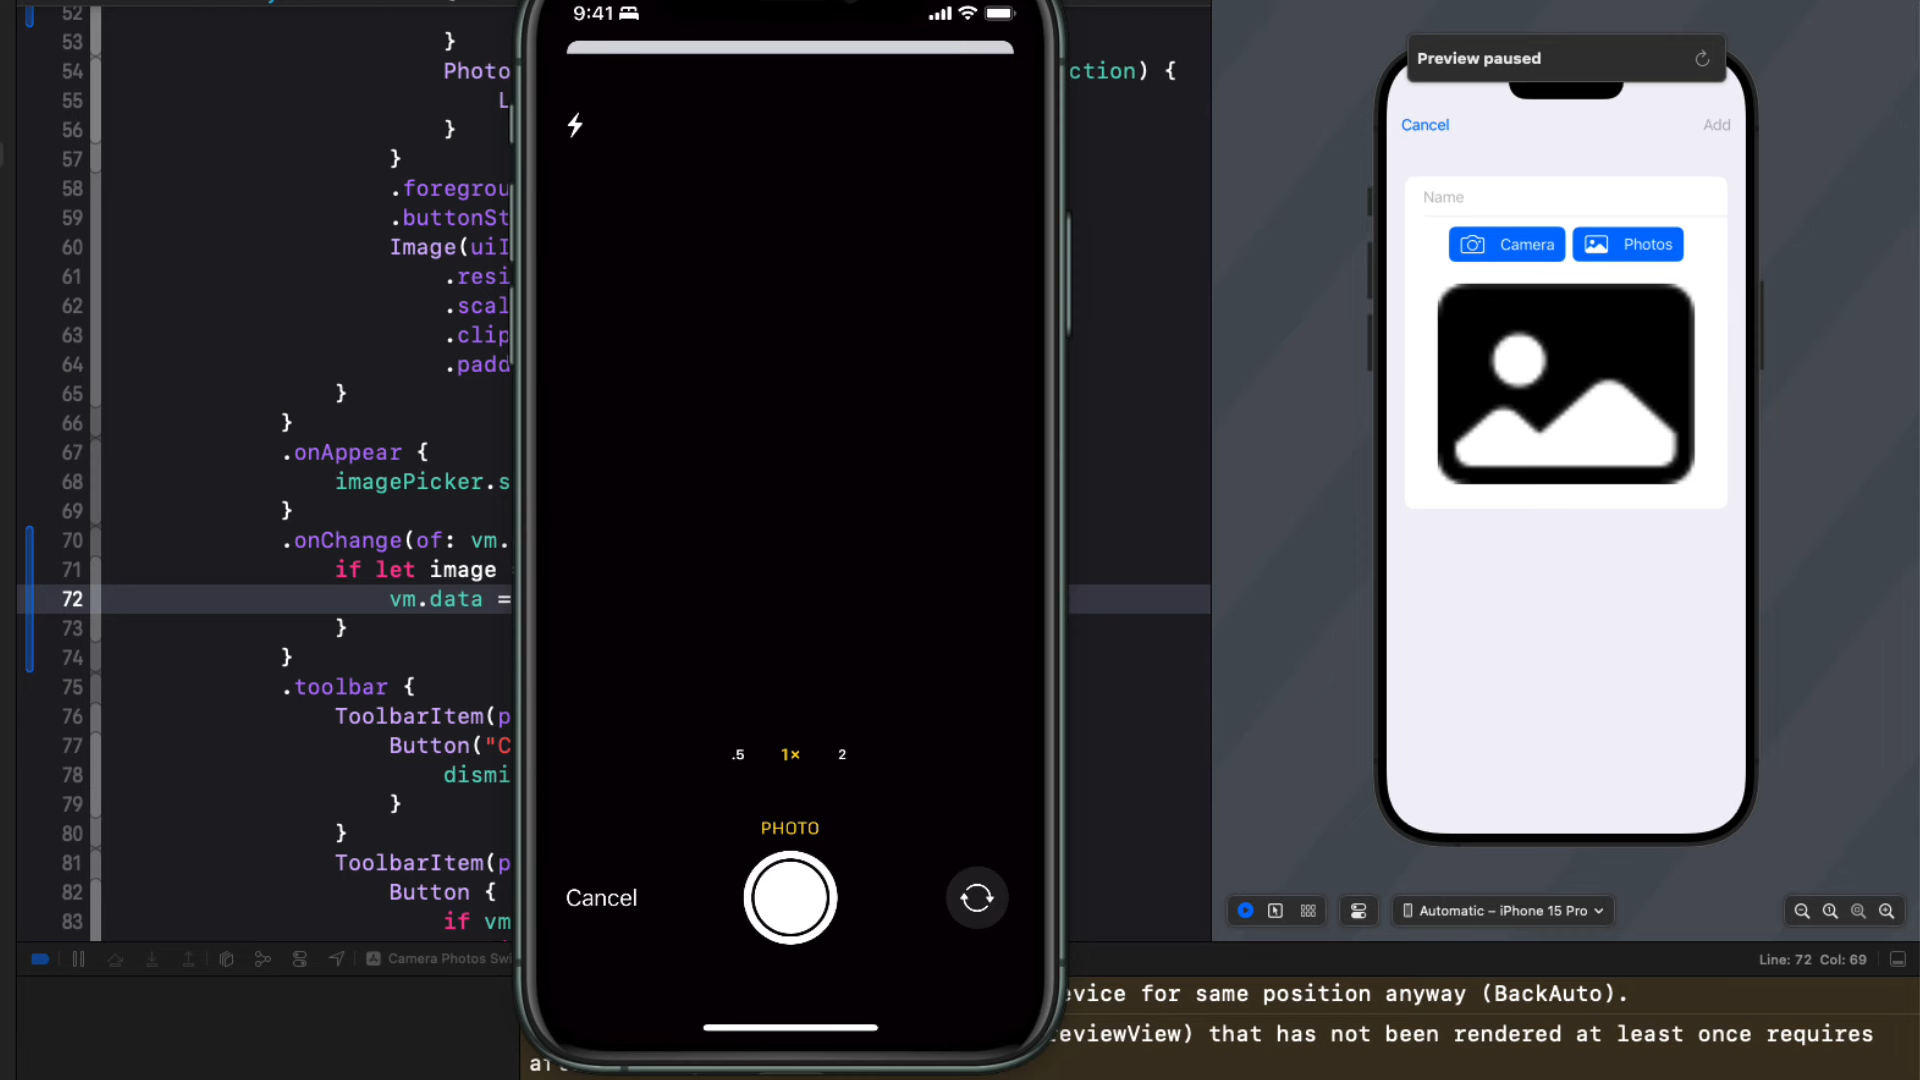 52
53 }
54 Photo ction) {
55 L
56 }
57 }
58 .foregrou
59 .buttonSt
60 Image(uiI
61 .resi
62 .scal
63 .clip
64 .padd
65 }
66 }
67 .onAppear {
68 imagePicker.s
69 }
70 .onChange(of: vm.
71 if let image
72 vm.data =
73 }
74 }
75 .toolbar {
76 ToolbarItem(p
77 Button("C
78 dismi
79 }
80 }
81 ToolbarItem(p
82 Button {
83 if vm
9:41
.5 1× 2
PHOTO
Cancel
Preview paused
Cancel Add
Name
Camera Photos
Automatic – iPhone 15 Pro
Camera Photos Swi
Line: 72 Col: 69
evice for same position anyway (BackAuto).
eviewView) that has not been rendered at least once requires